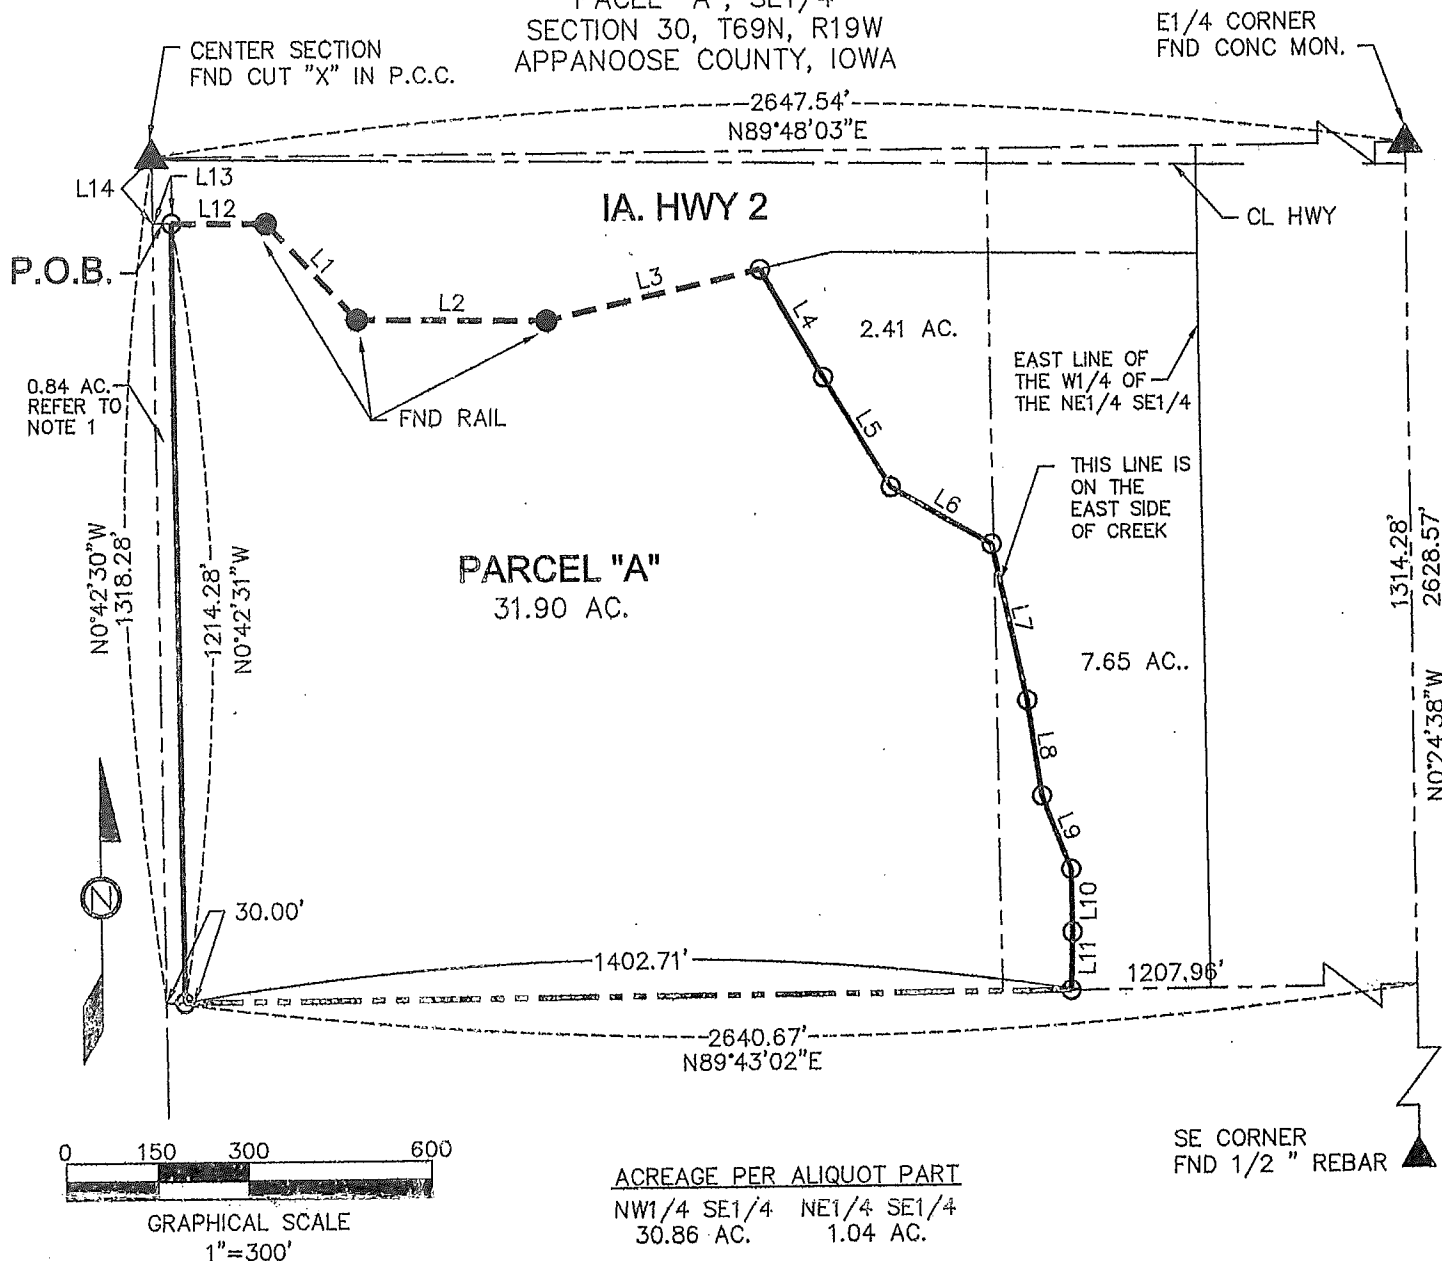 PACEL "A", SE1/4
SECTION 30, T69N, R19W
APPANOOSE COUNTY, IOWA
CENTER SECTION
FND CUT "X" IN P.C.C.
E1/4 CORNER
FND CONC MON.
2647.54'
N89°48'03"E
L14
L13
L12
IA. HWY 2
CL HWY
P.O.B.
L1
L2
L3
L4
2.41 AC.
EAST LINE OF
THE W1/4 OF
THE NE1/4 SE1/4
0.84 AC.
REFER TO
NOTE 1
FND RAIL
L5
L6
THIS LINE IS
ON THE
EAST SIDE
OF CREEK
N0°42'30"W
1318.28'
1214.28'
N0°42'31"W
PARCEL "A"
31.90 AC.
L7
7.65 AC..
1314.28'
2628.57'
N0°24'38"W
L8
L9
L10
L11
N
30.00'
1402.71'
1207.96'
2640.67'
N89°43'02"E
0 150 300 600
GRAPHICAL SCALE
1"=300'
ACREAGE PER ALIQUOT PART
NW1/4 SE1/4 NE1/4 SE1/4
30.86 AC. 1.04 AC.
SE CORNER
FND 1/2 " REBAR